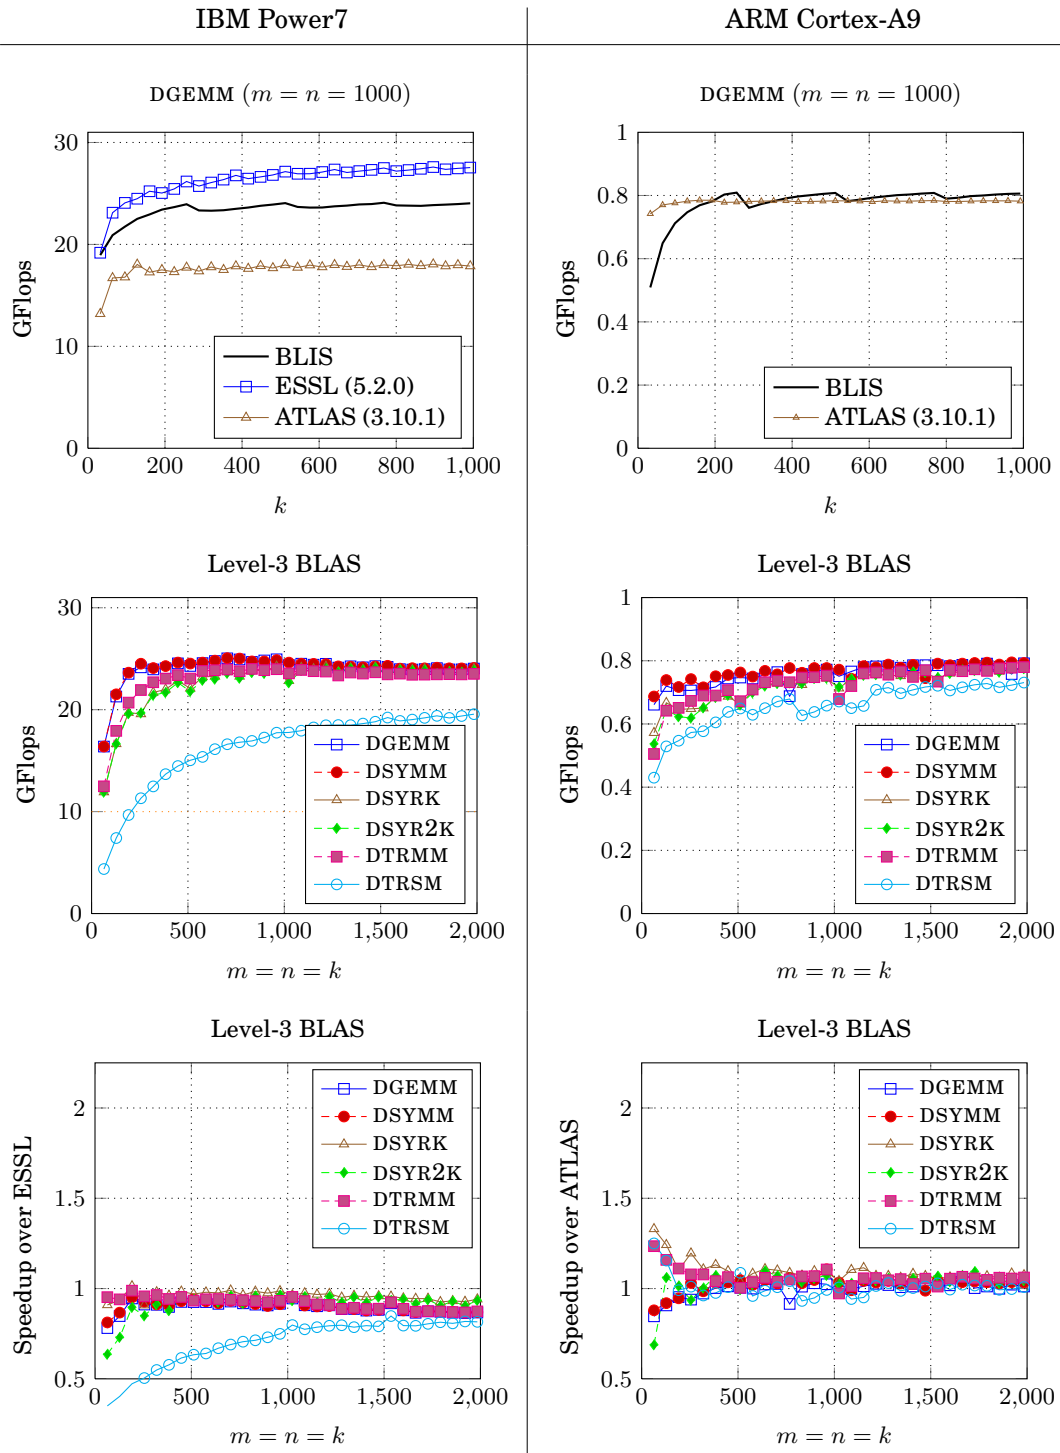 IBM Power7
ARM Cortex-A9
DGEMM (m = n = 1000)
30
20
10
0
GFlops
BLIS
ESSL (5.2.0)
ATLAS (3.10.1)
0 200 400 600 800 1,000
k
DGEMM (m = n = 1000)
1
0.8
0.6
0.4
0.2
0
GFlops
BLIS
ATLAS (3.10.1)
0 200 400 600 800 1,000
k
Level-3 BLAS
30
20
10
0
GFlops
DGEMM
DSYMM
DSYRK
DSYR2K
DTRMM
DTRSM
0 500 1,000 1,500 2,000
m = n = k
Level-3 BLAS
1
0.8
0.6
0.4
0.2
0
GFlops
DGEMM
DSYMM
DSYRK
DSYR2K
DTRMM
DTRSM
0 500 1,000 1,500 2,000
m = n = k
Level-3 BLAS
2
1.5
1
0.5
Speedup over ESSL
DGEMM
DSYMM
DSYRK
DSYR2K
DTRMM
DTRSM
0 500 1,000 1,500 2,000
m = n = k
Level-3 BLAS
2
1.5
1
0.5
Speedup over ATLAS
DGEMM
DSYMM
DSYRK
DSYR2K
DTRMM
DTRSM
0 500 1,000 1,500 2,000
m = n = k